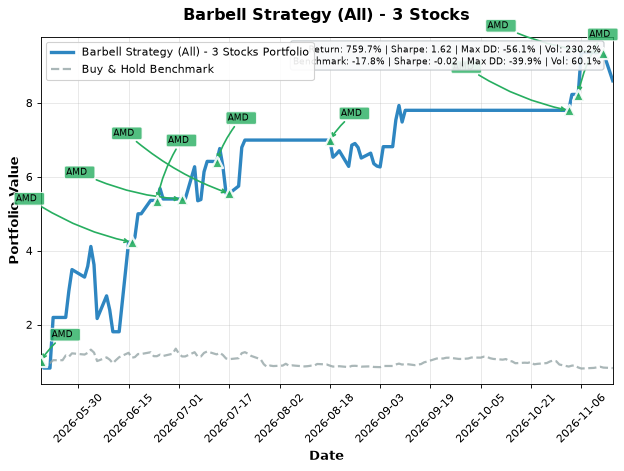 Barbell Strategy (All) - 3 Stocks
AMD
AMD
Barbell Strategy (All) - 3 Stocks Portfolio
Buy & Hold Benchmark
eturn: 759.7% | Sharpe: 1.62 | Max DD: -56.1% | Vol: 230.2%
Benchmark: -17.8% | Sharpe: -0.02 | Max DD: -39.9% | Vol: 60.1%
AMD
AMD
AMD
AMD
AMD
AMD
AMD
Portfolio Value
8
6
4
2
2026-05-30
2026-06-15
2026-07-01
2026-07-17
2026-08-02
2026-08-18
2026-09-03
2026-09-19
2026-10-05
2026-10-21
2026-11-06
Date